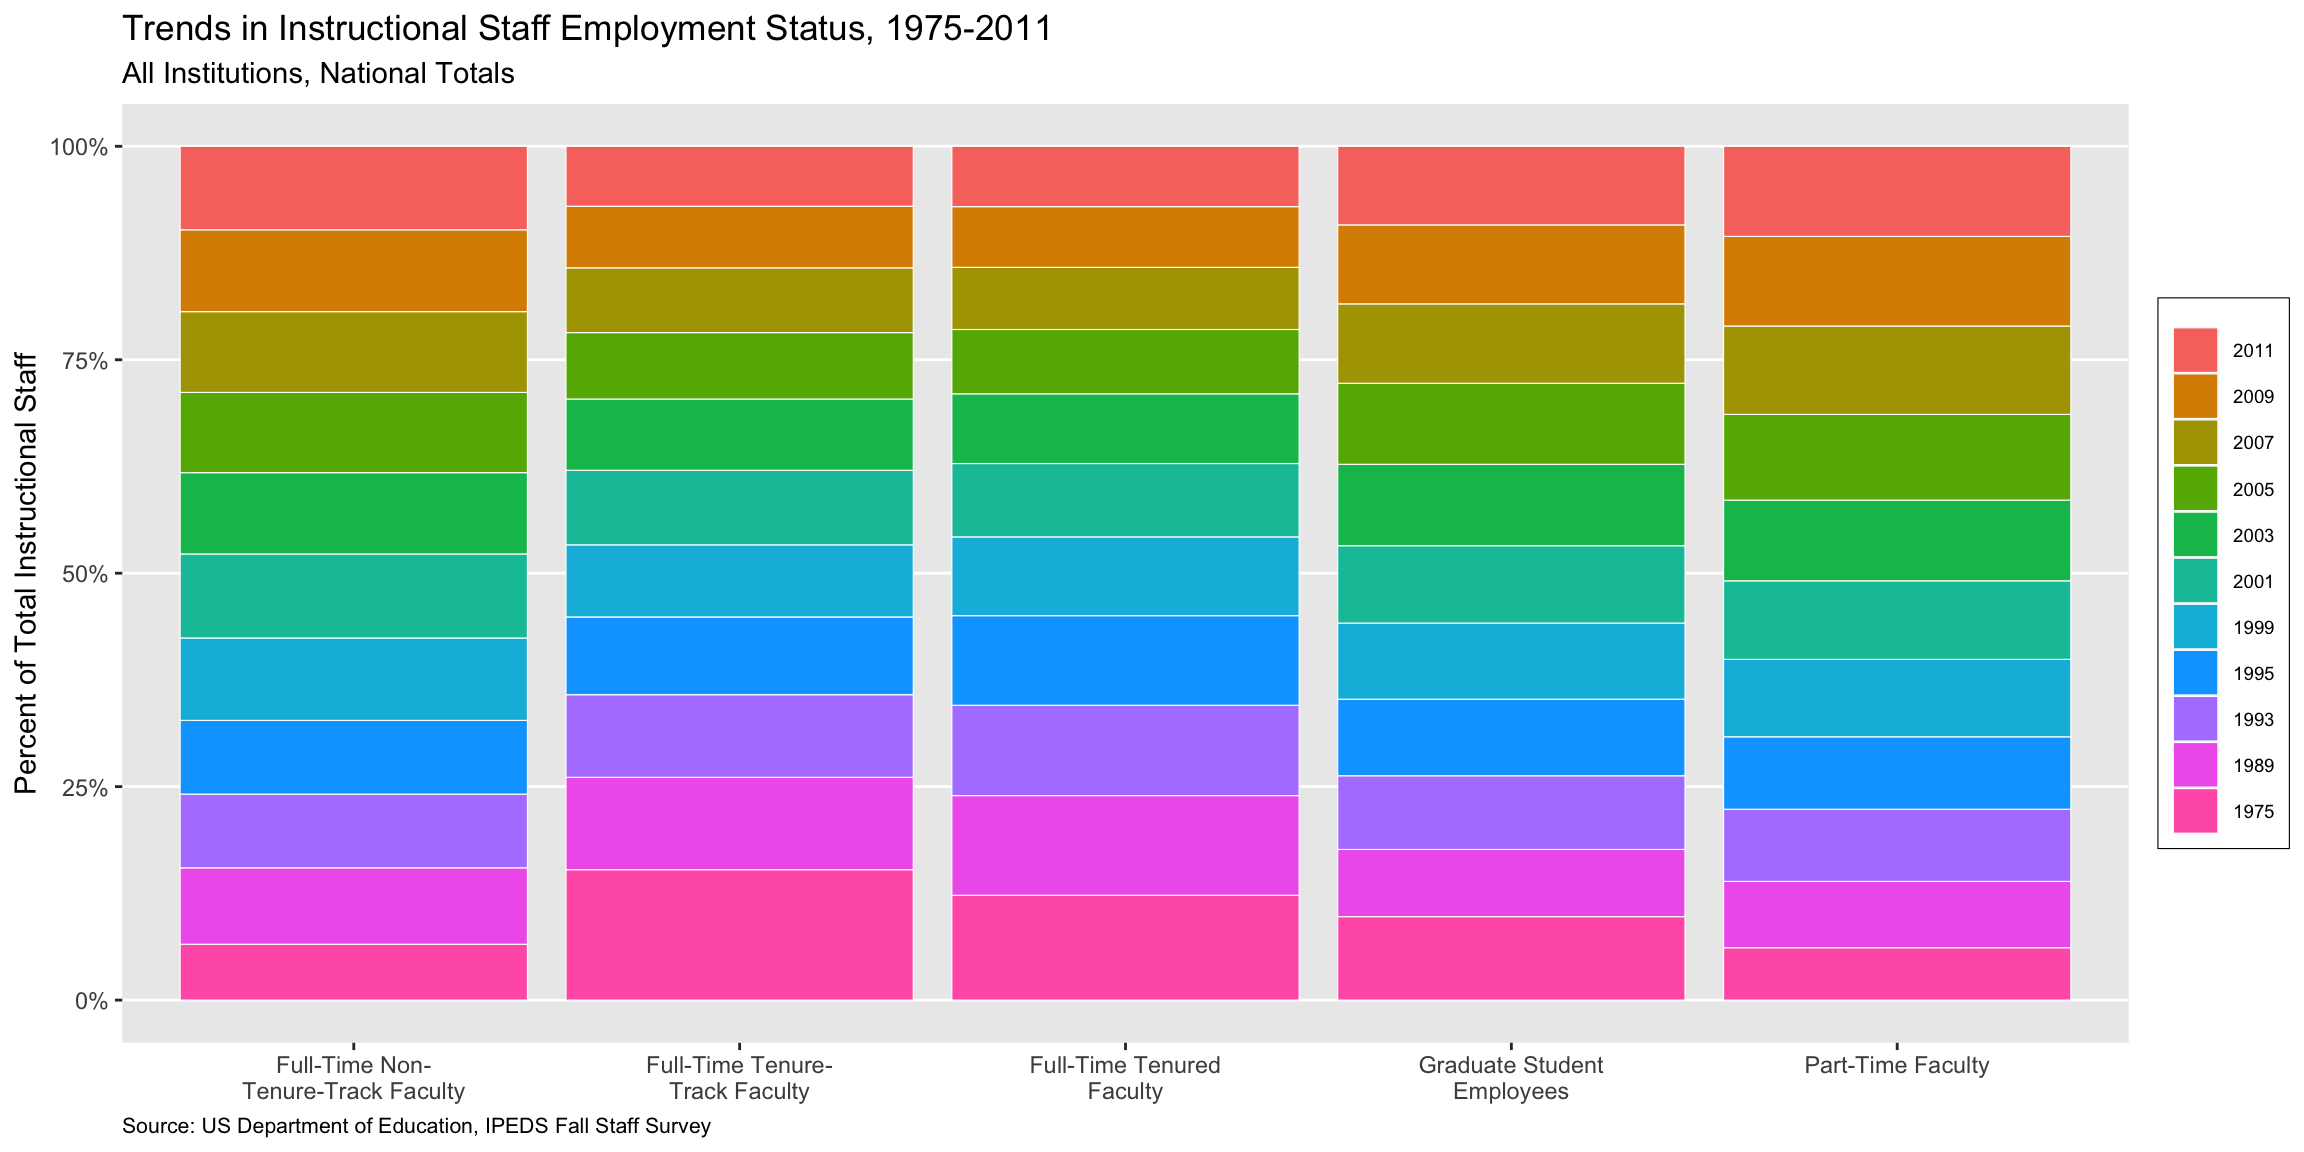 Trends in Instructional Staff Employment Status, 1975-2011
All Institutions, National Totals
Percent of Total Instructional Staff
100%
75%
50%
25%
0%
2011
2009
2007
2005
2003
2001
1999
1995
1993
1989
1975
Full-Time Non-
Tenure-Track Faculty
Full-Time Tenure-
Track Faculty
Full-Time Tenured
Faculty
Graduate Student
Employees
Part-Time Faculty
Source: US Department of Education, IPEDS Fall Staff Survey